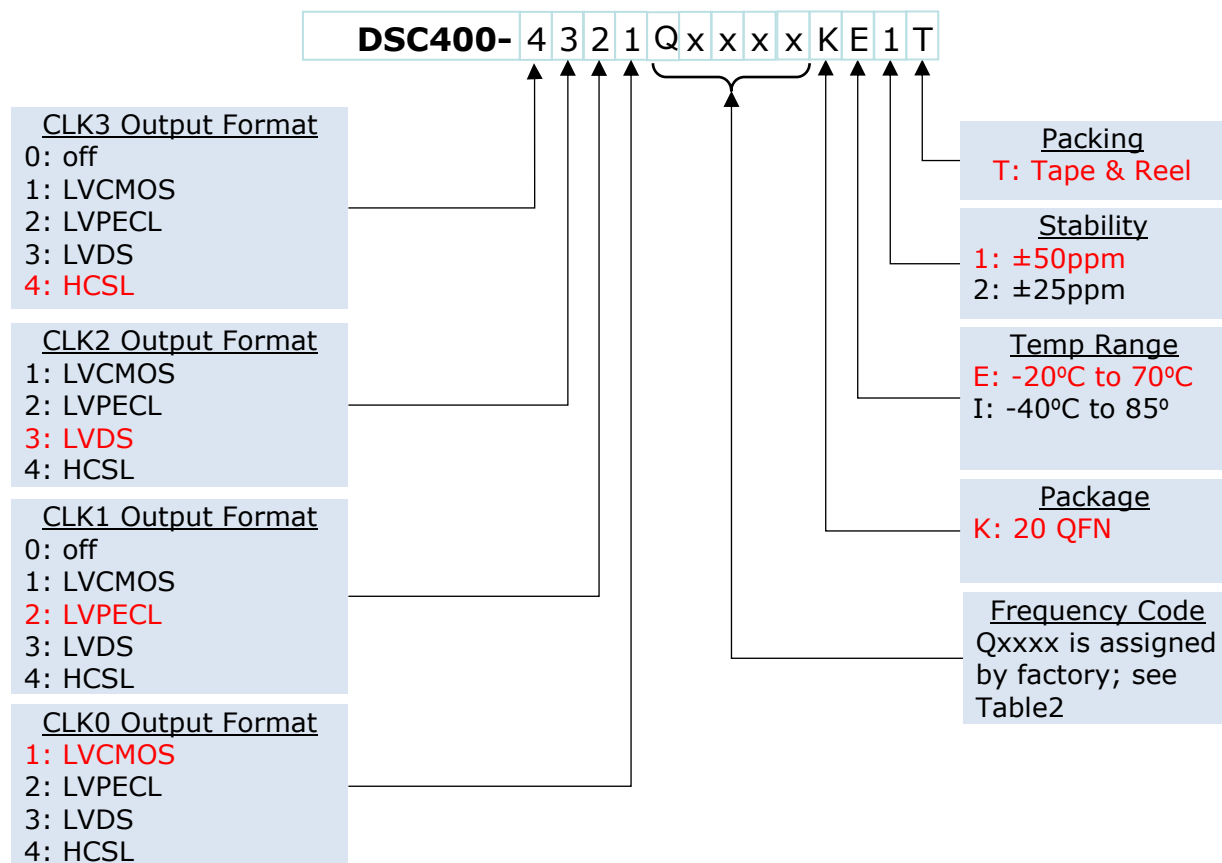 DSC400- 4 3 2 1 Q x x x x K E 1 T
CLK3 Output Format
0: off
1: LVCMOS
2: LVPECL
3: LVDS
4: HCSL
CLK2 Output Format
1: LVCMOS
2: LVPECL
3: LVDS
4: HCSL
CLK1 Output Format
0: off
1: LVCMOS
2: LVPECL
3: LVDS
4: HCSL
CLK0 Output Format
1: LVCMOS
2: LVPECL
3: LVDS
4: HCSL
Packing
T: Tape & Reel
Stability
1: ±50ppm
2: ±25ppm
Temp Range
E: -20ºC to 70ºC
I: -40ºC to 85º
Package
K: 20 QFN
Frequency Code
Qxxxx is assigned
by factory; see
Table2